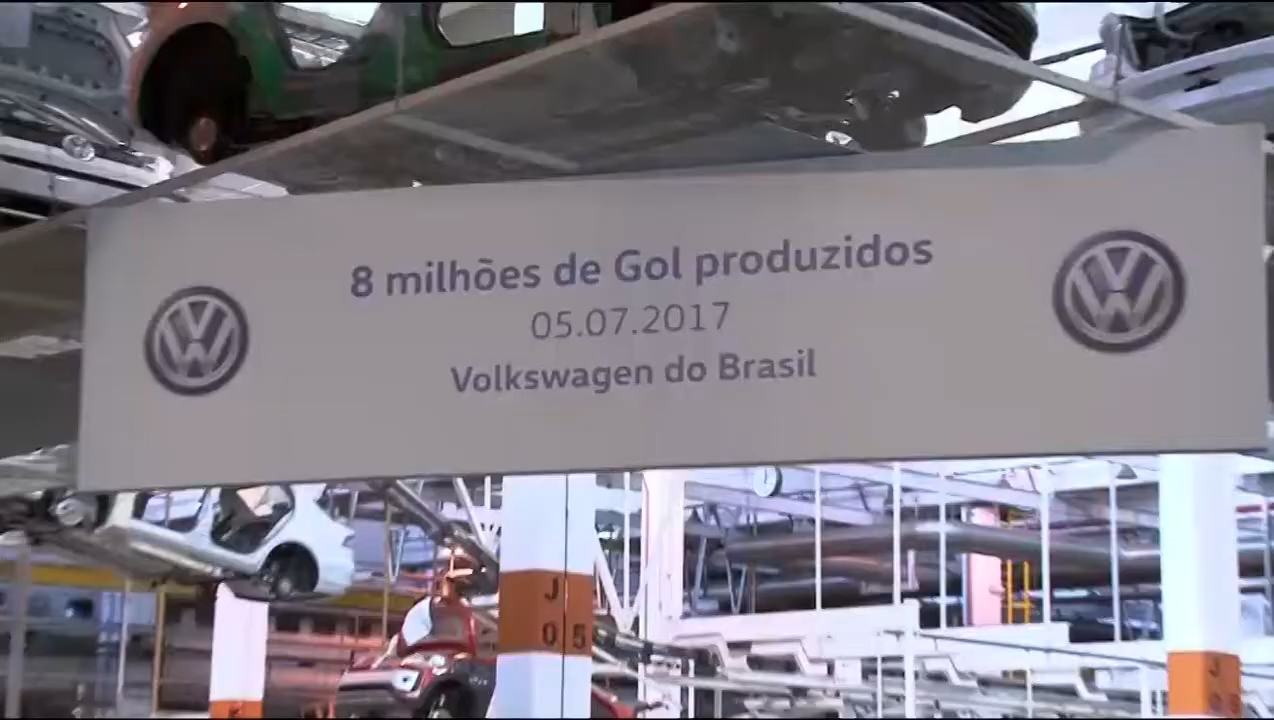 8 milhões de Gol produzidos
05.07.2017
Volkswagen do Brasil
J
05
J